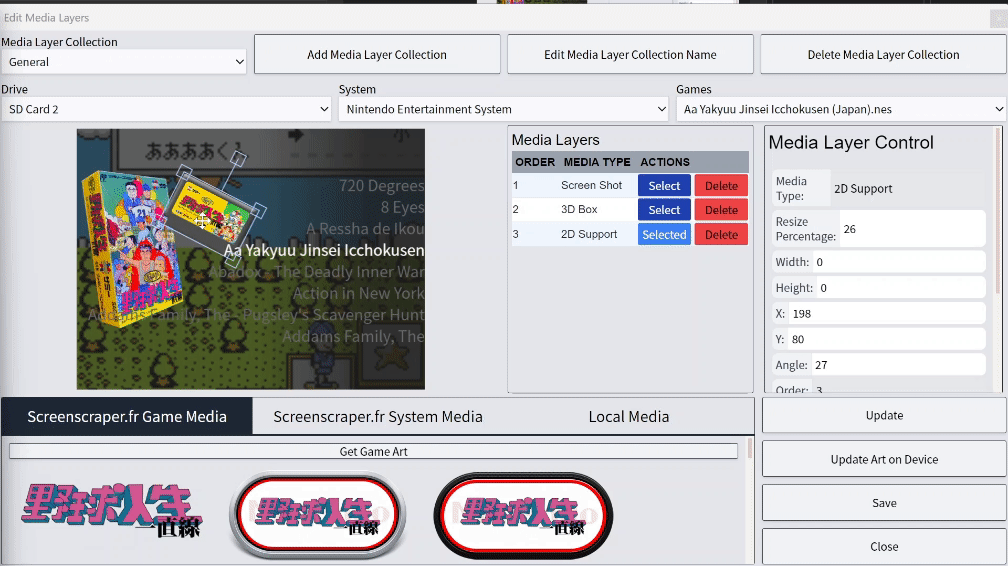 Edit Media Layers
Media Layer Collection
General
Add Media Layer Collection
Edit Media Layer Collection Name
Delete Media Layer Collection
Drive
System
Games
SD Card 2
Nintendo Entertainment System
Aa Yakyuu Jinsei Icchokusen (Japan).nes
ああああく
小
720 Degrees
8 Eyes
A Ressha de Ikou
Aa Yakyuu Jinsei Icchokusen
Abadox - The Deadly Inner War
Action in New York
Addams Family, The - Pugsley's Scavenger Hunt
Addams Family, The
Media Layers
ORDER MEDIA TYPE ACTIONS
1 Screen Shot Select Delete
2 3D Box Select Delete
3 2D Support Selected Delete
Media Layer Control
Media Type: 2D Support
Resize Percentage: 26
Width: 0
Height: 0
X: 198
Y: 80
Angle: 27
Order: 3
Screenscraper.fr Game Media
Screenscraper.fr System Media
Local Media
Get Game Art
野球人生
一直線
野球人生
一直線
野球人生
一直線
Update
Update Art on Device
Save
Close